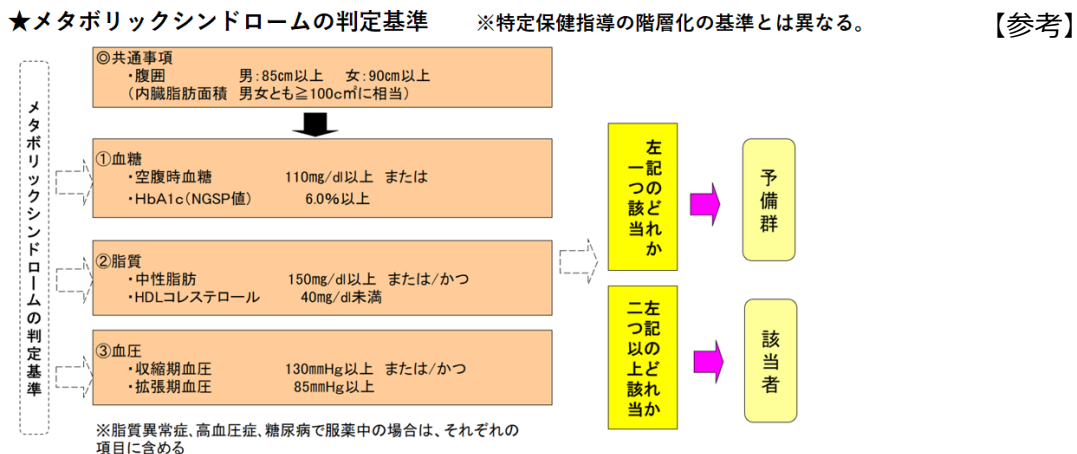 ★メタボリックシンドロームの判定基準 ※特定保健指導の階層化の基準とは異なる。 【参考】
メタボリックシンドロームの判定基準
◎共通事項
・腹囲 男：85㎝以上 女：90㎝以上
（内臓脂肪面積 男女とも≧100c㎡に相当）
①血糖
・空腹時血糖 110㎎/dl以上 または
・HbA1c（NGSP値） 6.0％以上
②脂質
・中性脂肪 150㎎/dl以上 または/かつ
・HDLコレステロール 40㎎/dl未満
③血圧
・収縮期血圧 130㎜Hg以上 または/かつ
・拡張期血圧 85㎜Hg以上
※脂質異常症、高血圧症、糖尿病で服薬中の場合は、それぞれの
項目に含める
左記のどれか
一つ該当
予備群
左記のどれか
二つ以上該当
該当者